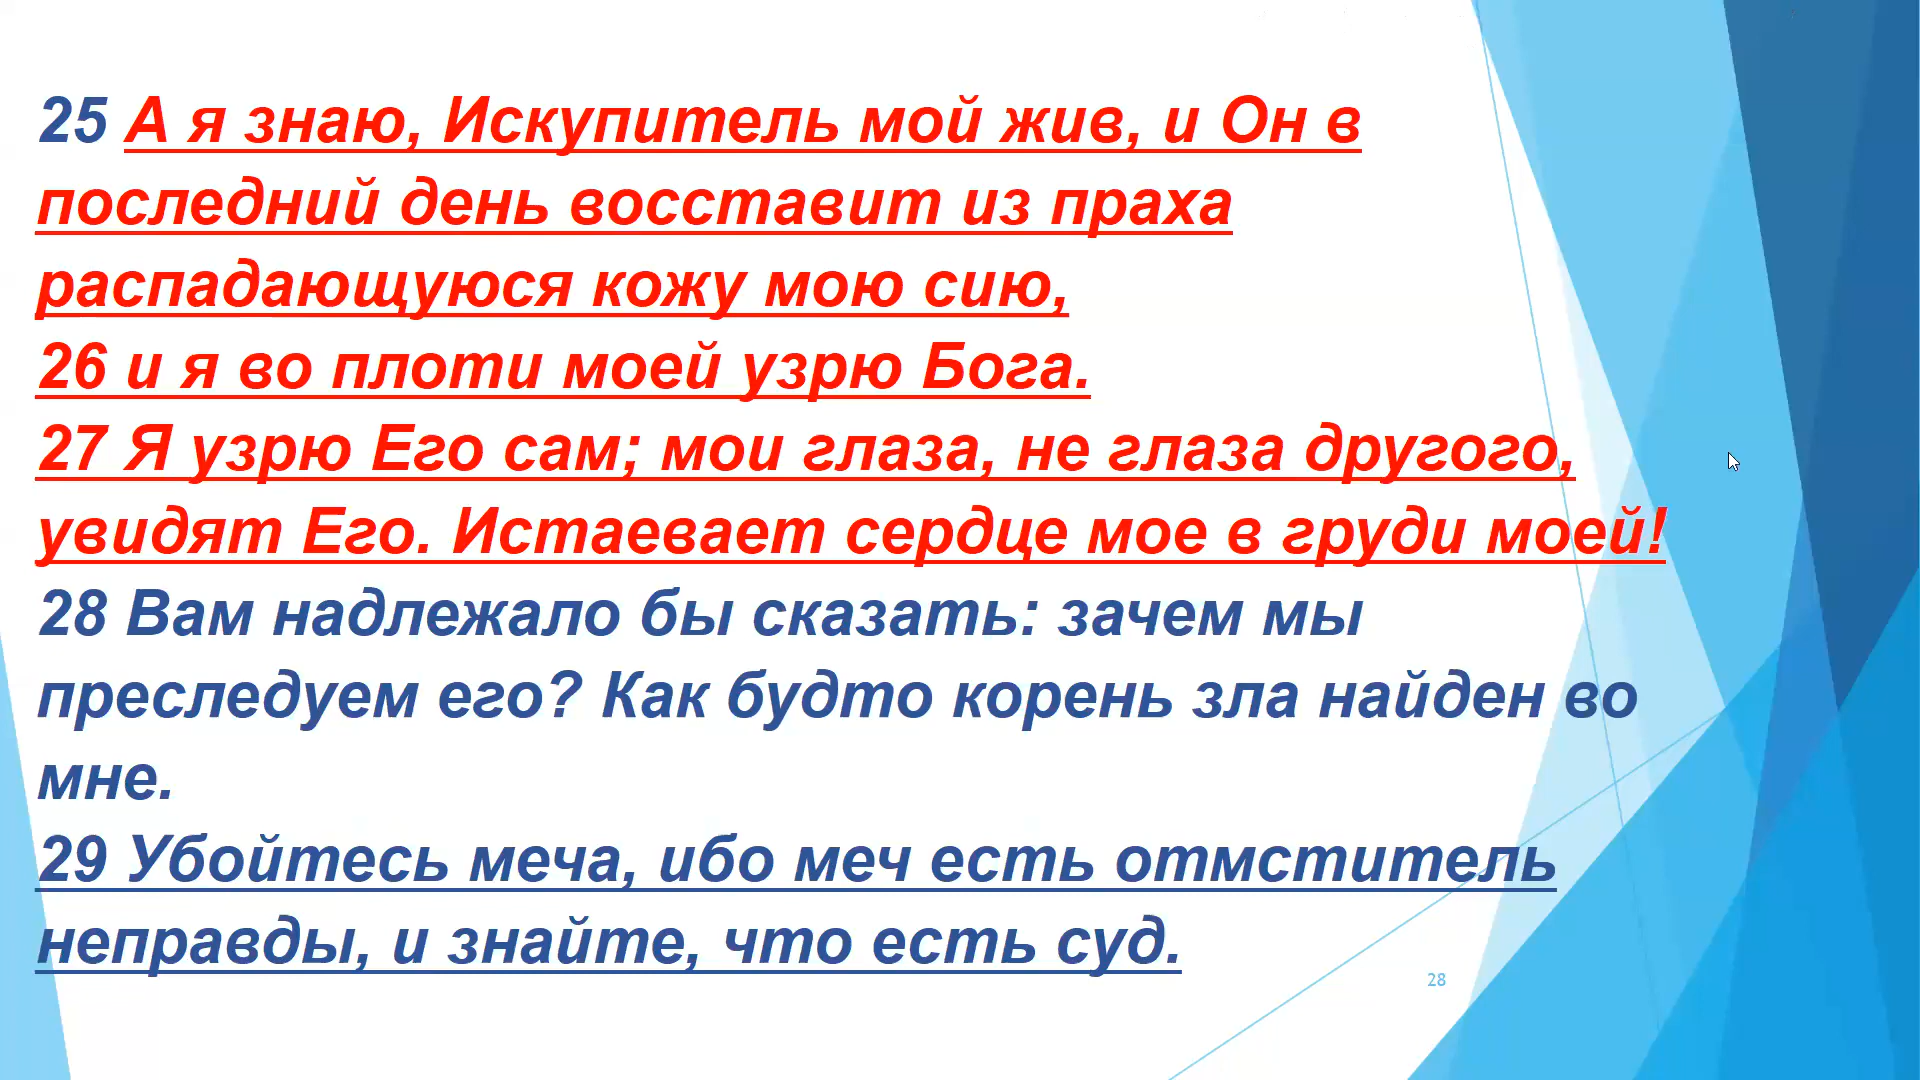 25 А я знаю, Искупитель мой жив, и Он в
последний день восставит из праха
распадающуюся кожу мою сию,
26 и я во плоти моей узрю Бога.
27 Я узрю Его сам; мои глаза, не глаза другого,
увидят Его. Истаевает сердце мое в груди моей!
28 Вам надлежало бы сказать: зачем мы
преследуем его? Как будто корень зла найден во
мне.
29 Убойтесь меча, ибо меч есть отмститель
неправды, и знайте, что есть суд.
28